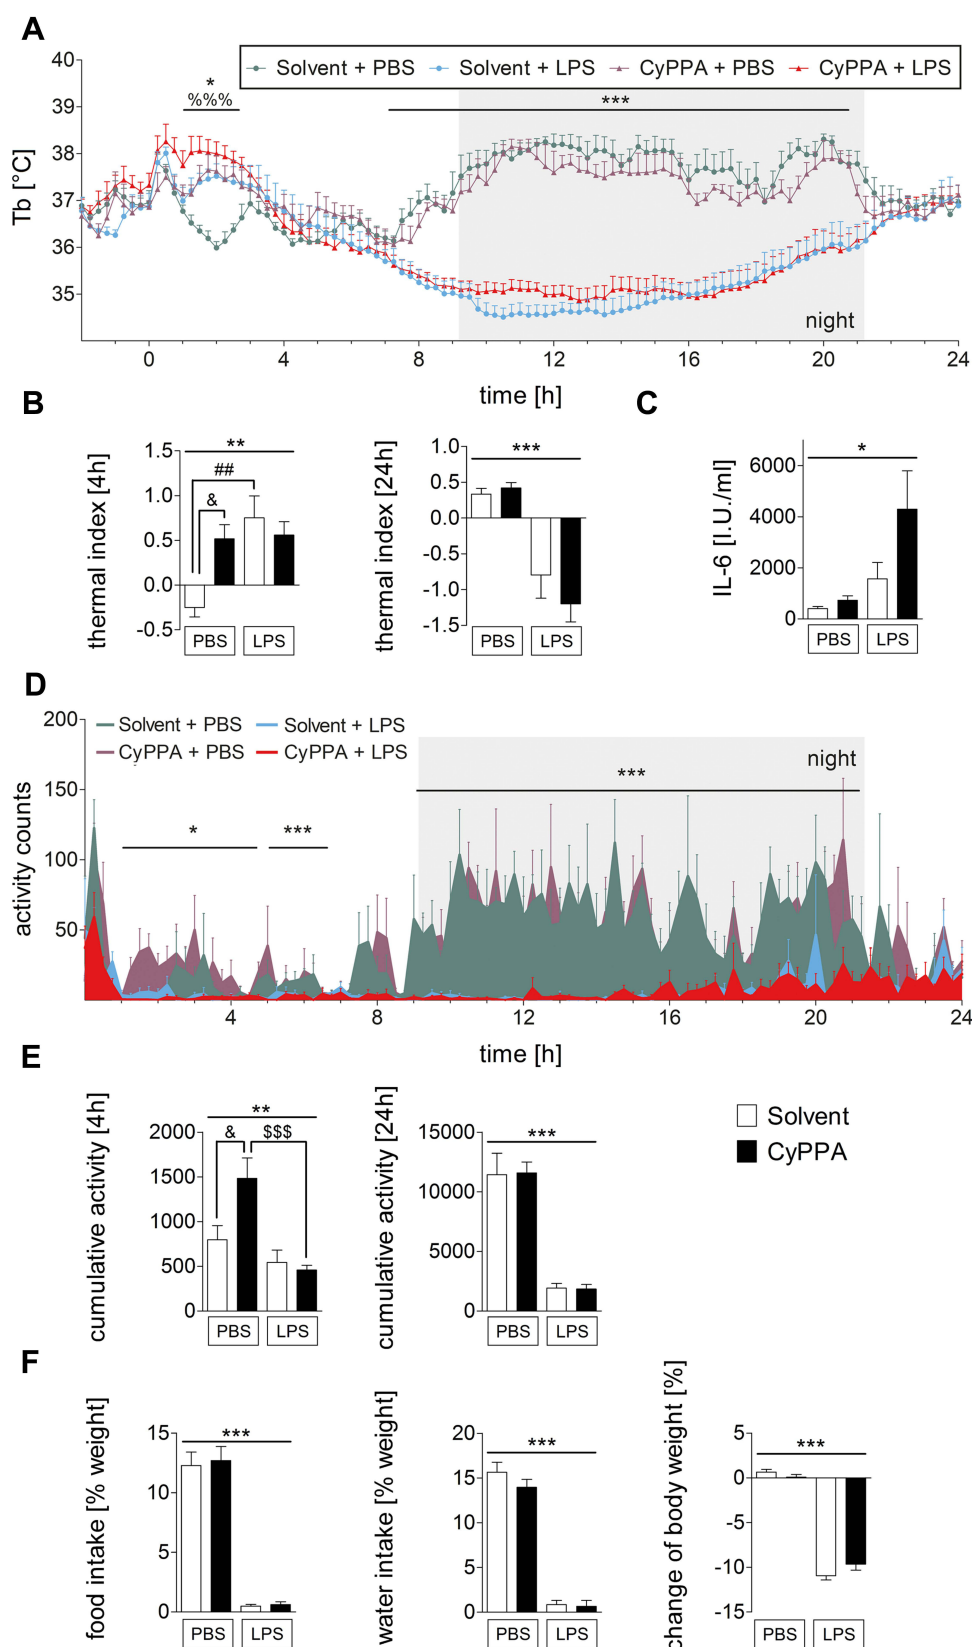 A
Solvent + PBS Solvent + LPS CyPPA + PBS CyPPA + LPS
*
%%%
***
Tb [°C]
40
39
38
37
36
35
night
0 4 8 12 16 20 24
time [h]
B
thermal index [4h]
1.5
1.0
0.5
0.0
-0.5
**
##
&
PBS LPS
thermal index [24h]
1.0
0.5
0.0
-0.5
-1.0
-1.5
***
PBS LPS
C
IL-6 [I.U./ml]
6000
4000
2000
0
*
PBS LPS
D
activity counts
200
150
100
50
Solvent + PBS Solvent + LPS
CyPPA + PBS CyPPA + LPS
night
*
***
***
4 8 12 16 20 24
time [h]
E
cumulative activity [4h]
2000
1500
1000
500
0
**
& $$$
PBS LPS
cumulative activity [24h]
15000
10000
5000
0
***
PBS LPS
Solvent
CyPPA
F
food intake [% weight]
15
10
5
0
***
PBS LPS
water intake [% weight]
20
15
10
5
0
***
PBS LPS
change of body weight [%]
5
0
-5
-10
-15
***
PBS LPS